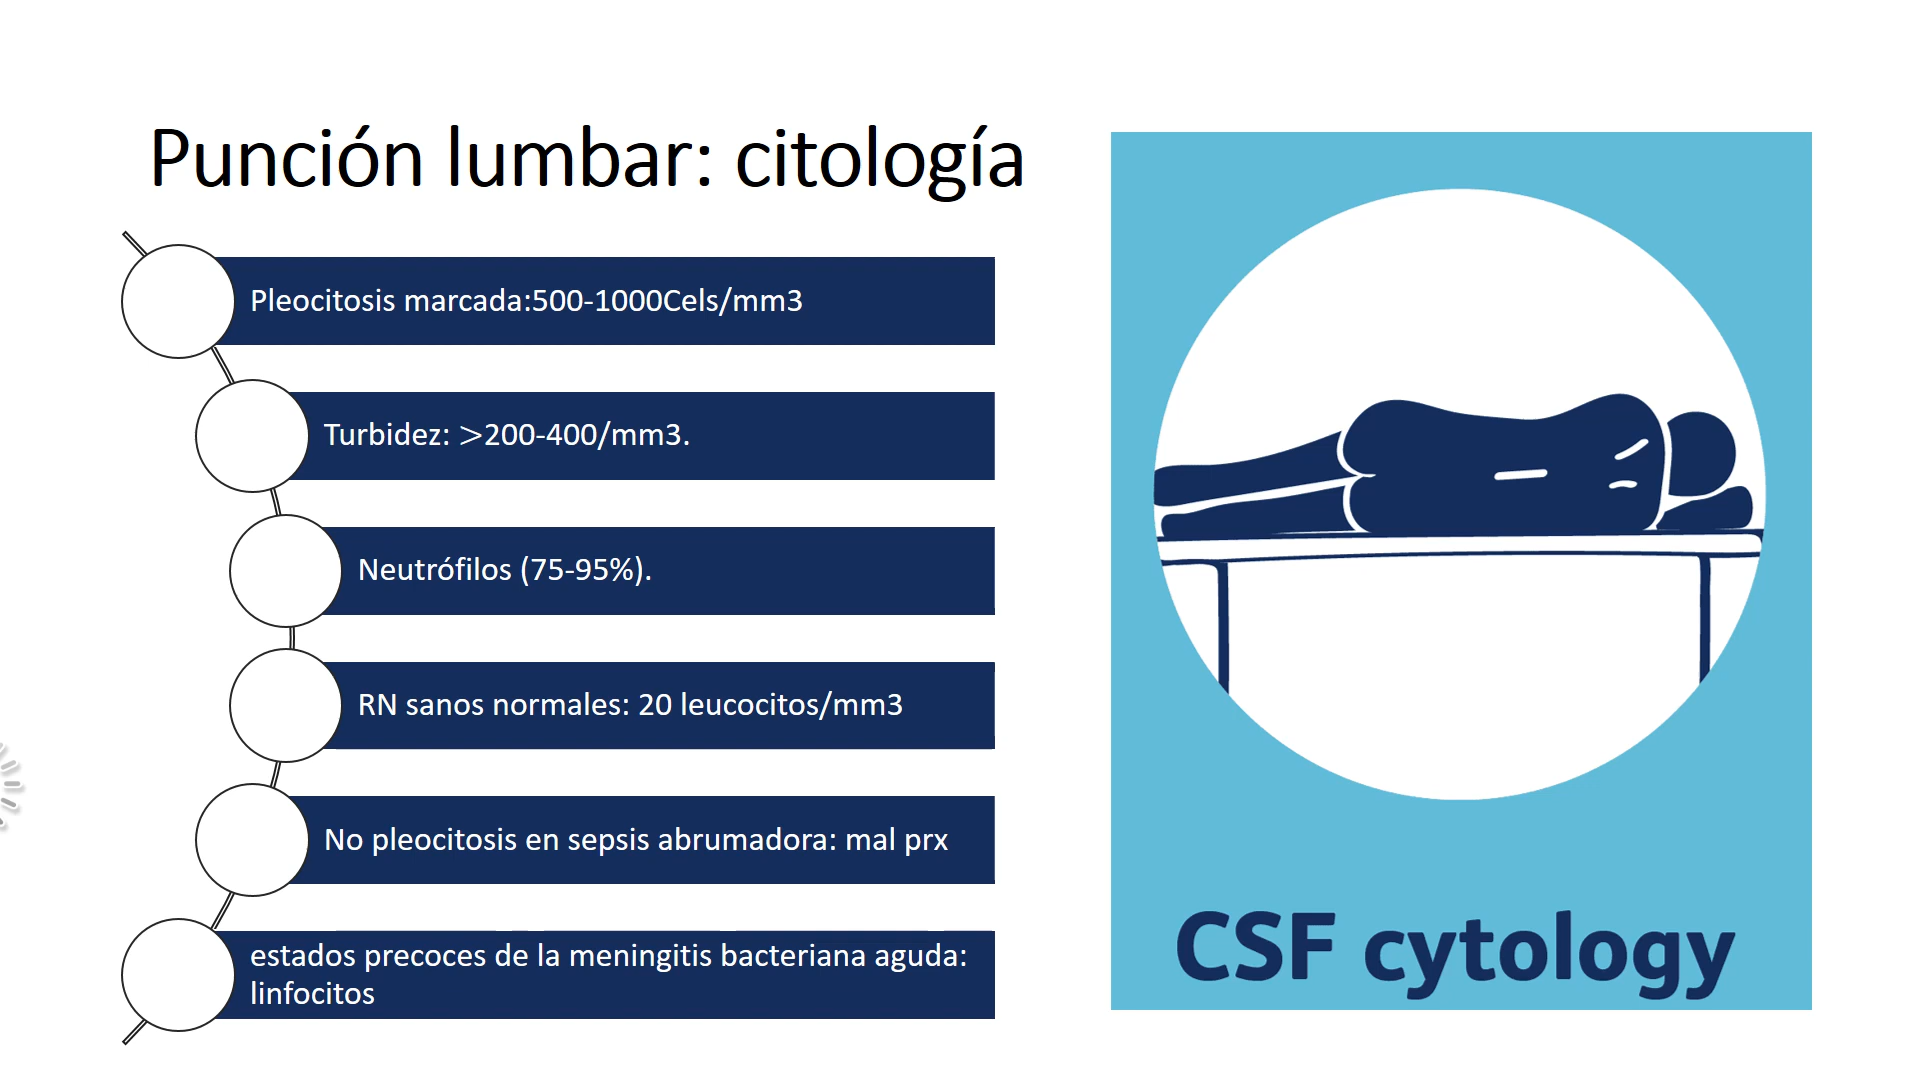 Punción lumbar: citología
Pleocitosis marcada:500-1000Cels/mm3
Turbidez: >200-400/mm3.
Neutrófilos (75-95%).
RN sanos normales: 20 leucocitos/mm3
No pleocitosis en sepsis abrumadora: mal prx
estados precoces de la meningitis bacteriana aguda:
linfocitos
CSF cytology